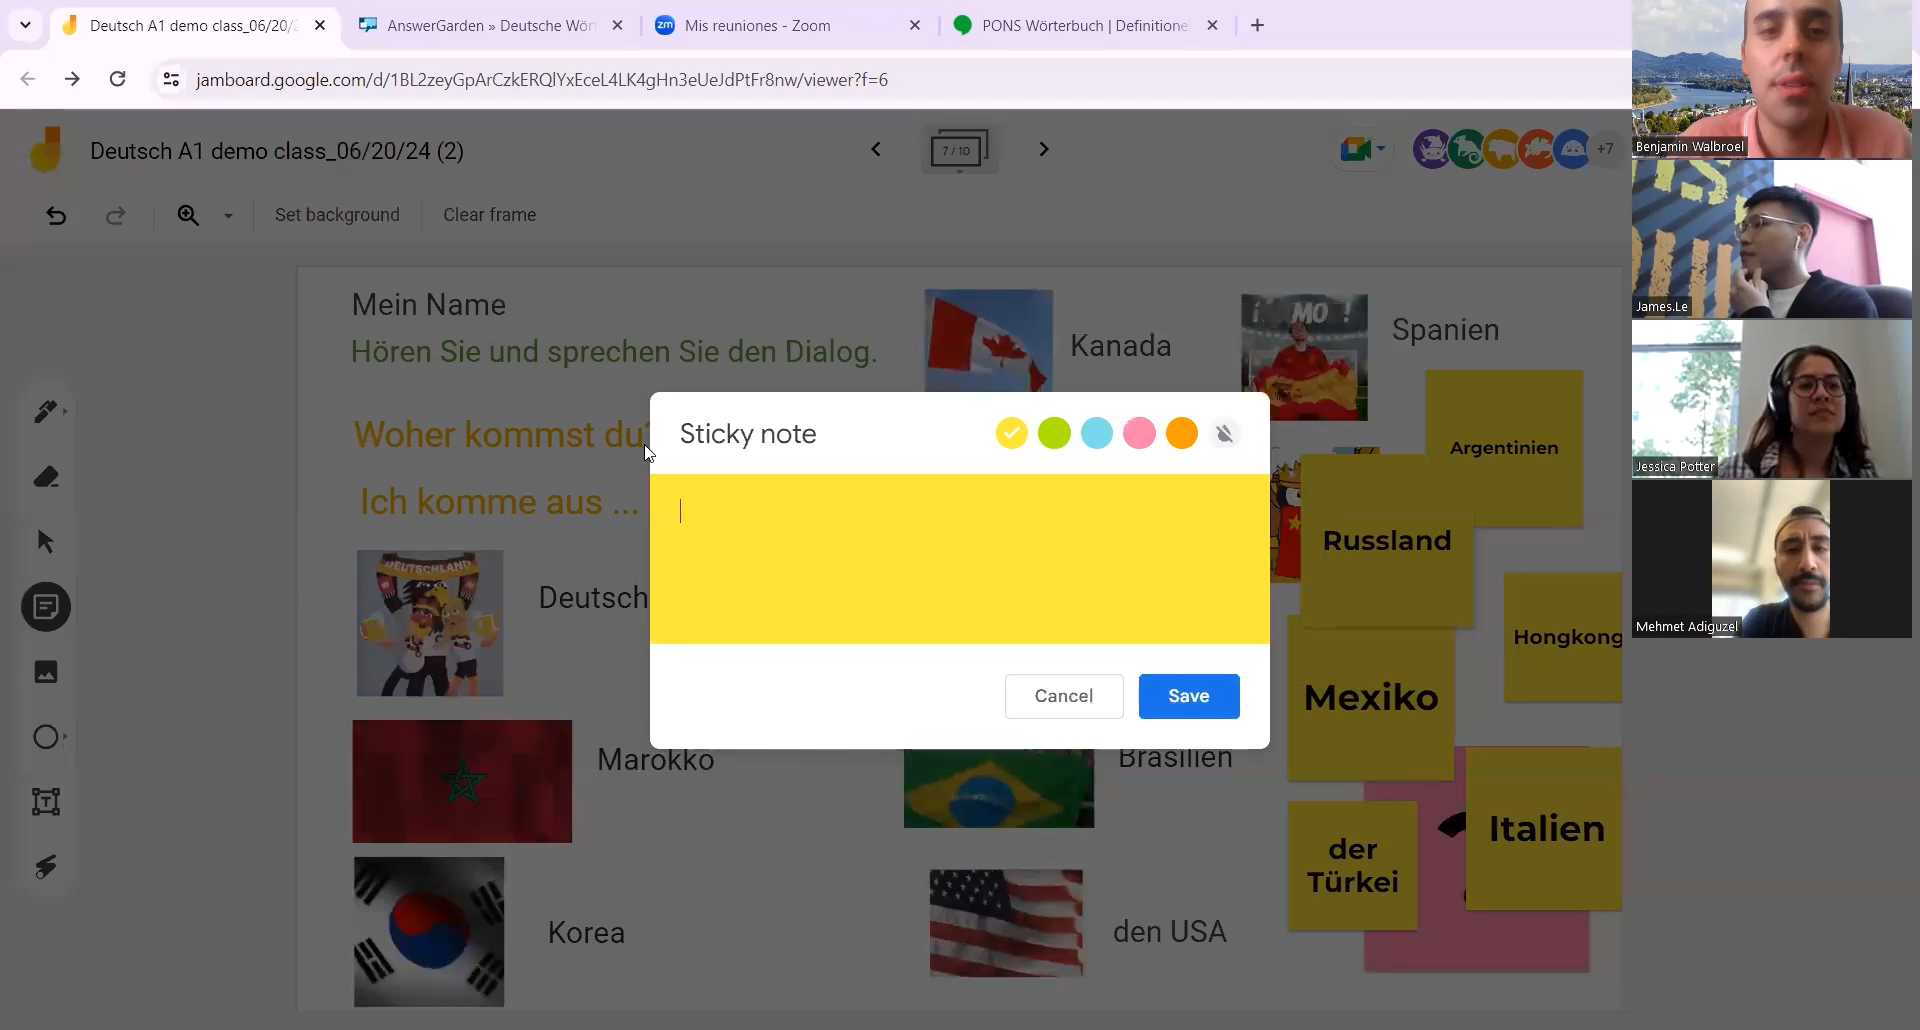 Deutsch A1 demo class_06/20/2
AnswerGarden » Deutsche Wör
Mis reuniones - Zoom
PONS Wörterbuch | Definitione
jamboard.google.com/d/1BL2zeyGpArCzkERQlYxEceL4LK4gHn3eUeJdPtFr8nw/viewer?f=6
Deutsch A1 demo class_06/20/24 (2)
7 / 10
+7
Set background
Clear frame
Mein Name
Hören Sie und sprechen Sie den Dialog.
Woher kommst du?
Ich komme aus ...
DEUTSCHLAND
Deutsch
Marokko
Korea
Kanada
Spanien
Brasilien
den USA
Sticky note
Cancel
Save
Argentinien
Russland
Hongkong
Mexiko
Italien
der
Türkei
Benjamin Walbroel
James.Le
Jessica Potter
Mehmet Adiguzel
zm